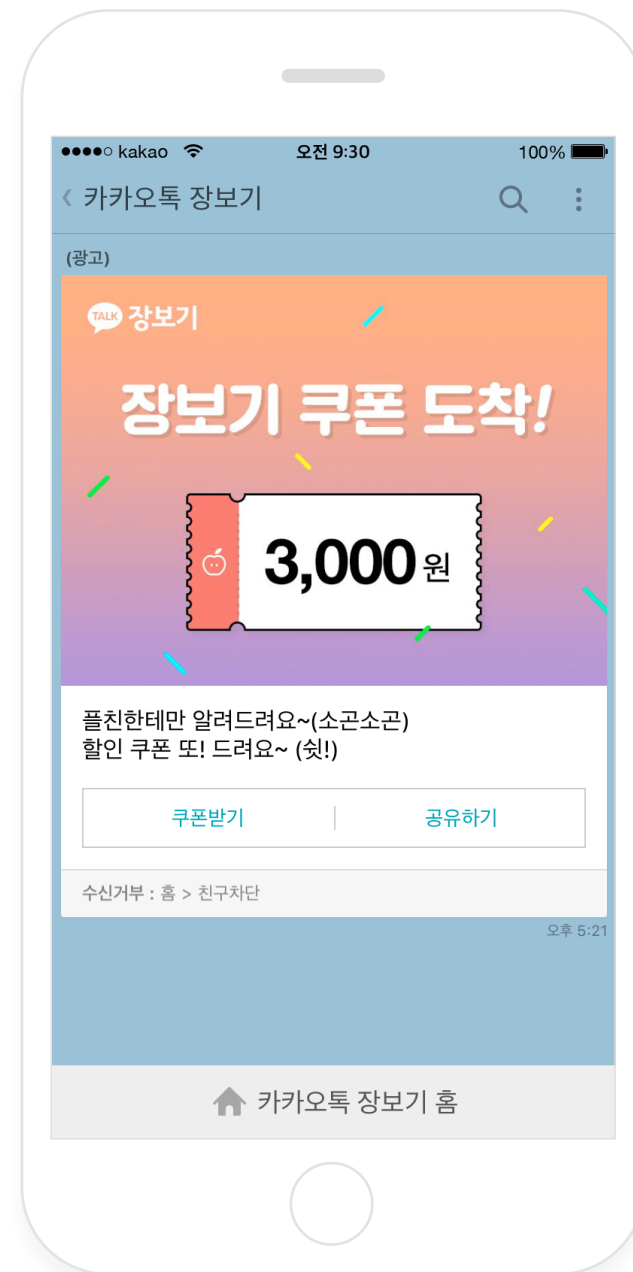 kakao 오전 9:30 100%
카카오톡 장보기
(광고)
TALK 장보기
장보기 쿠폰 도착!
3,000원
플친한테만 알려드려요~(소곤소곤)
할인 쿠폰 또! 드려요~ (쉿!)
쿠폰받기 공유하기
수신거부 : 홈 > 친구차단
오후 5:21
카카오톡 장보기 홈